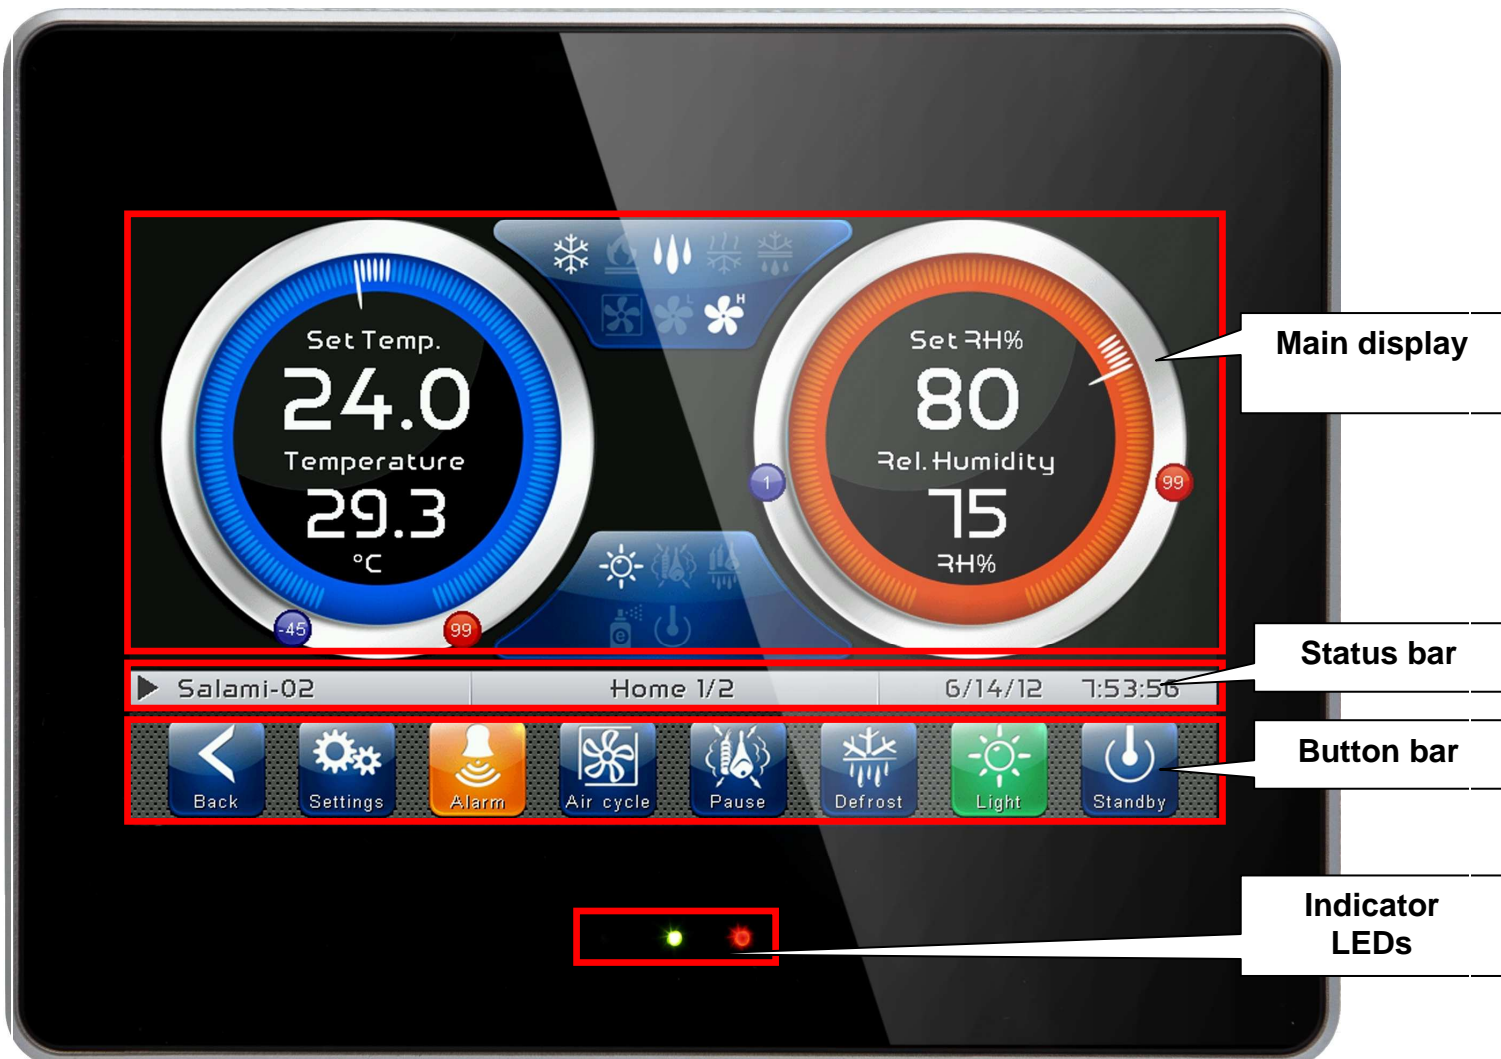 Set Temp.
24.0
Temperature
29.3
°C
-45
99
L
H
e
Set RH%
80
Rel. Humidity
75
RH%
1
99
Main display
Salami-02 Home 1/2 6/14/12 7:53:56
Status bar
Back Settings Alarm Air cycle Pause Defrost Light Standby
Button bar
Indicator
LEDs